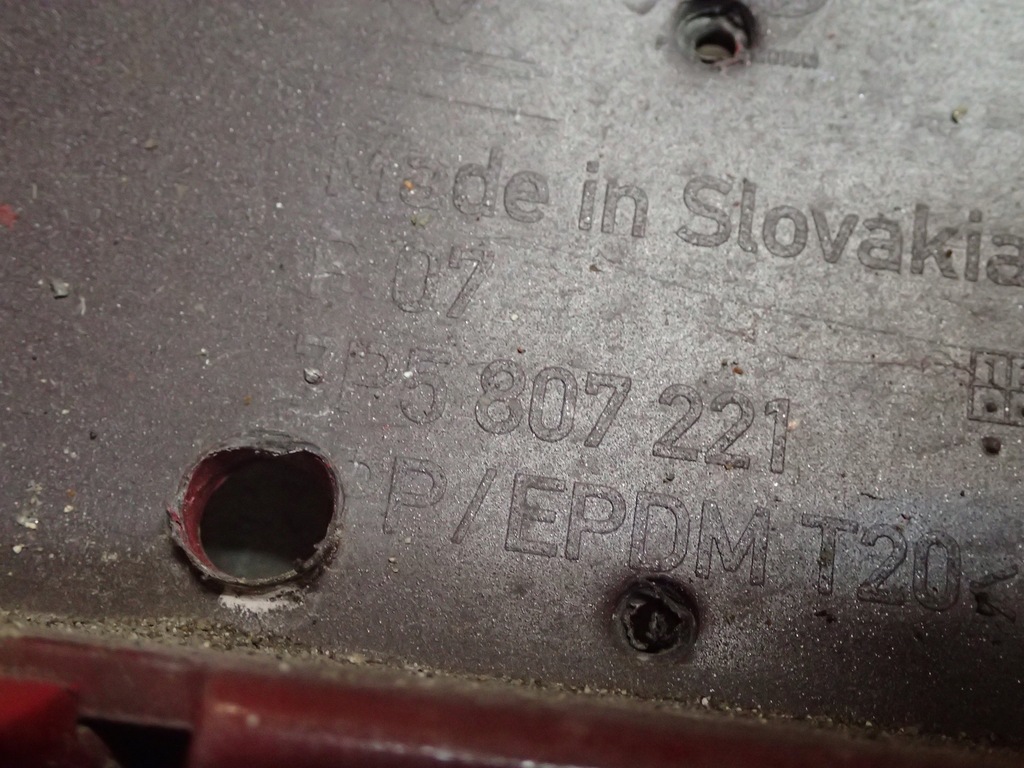 Made in Slovakia
P 07
7P5 807 221
PP/EPDM T20<